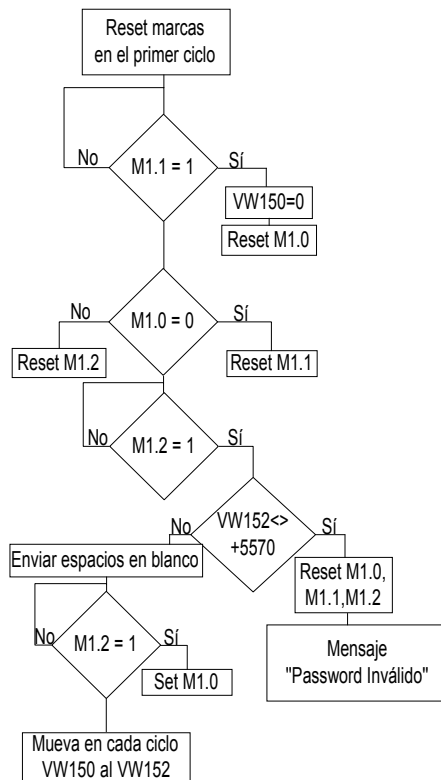 Reset marcas
en el primer ciclo
No
M1.1 = 1
Sí
VW150=0
Reset M1.0
No
M1.0 = 0
Sí
Reset M1.2
Reset M1.1
No
M1.2 = 1
Sí
No
VW152<>
+5570
Sí
Enviar espacios en blanco
Reset M1.0,
M1.1,M1.2
No
M1.2 = 1
Sí
Set M1.0
Mensaje
"Password Inválido"
Mueva en cada ciclo
VW150 al VW152